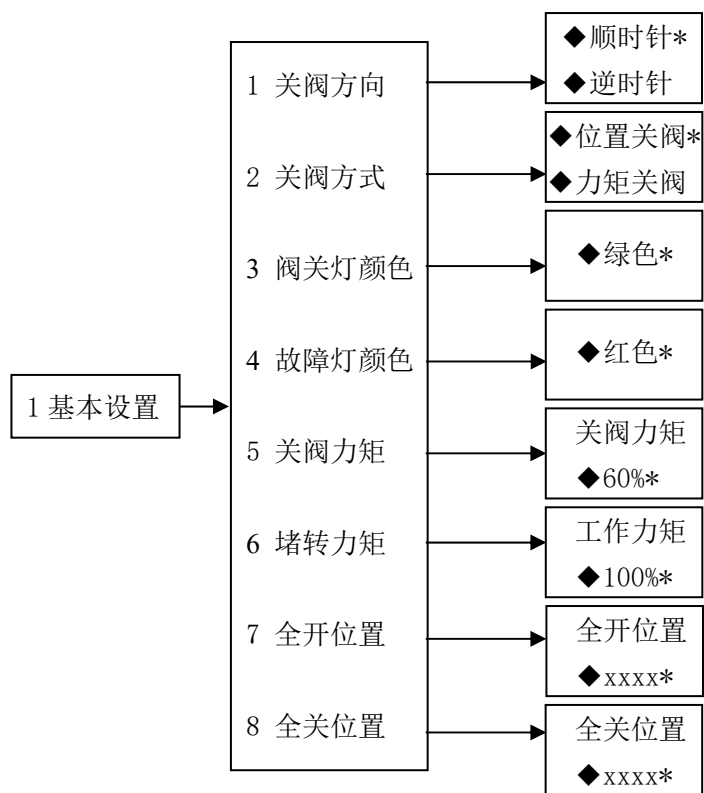 1 基本设置
1 关阀方向
2 关阀方式
3 阀关灯颜色
4 故障灯颜色
5 关阀力矩
6 堵转力矩
7 全开位置
8 全关位置
◆顺时针*
◆逆时针
◆位置关阀*
◆力矩关阀
◆绿色*
◆红色*
关阀力矩
◆60%*
工作力矩
◆100%*
全开位置
◆xxxx*
全关位置
◆xxxx*